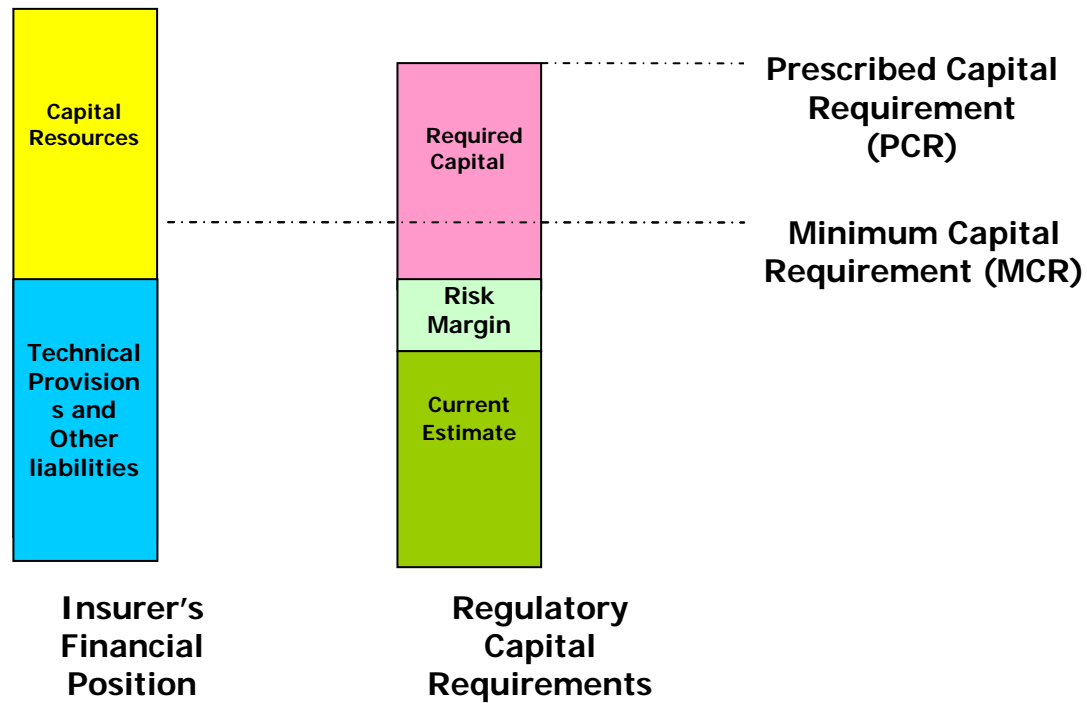 Capital
Resources
Technical
Provision
s and
Other
liabilities
Insurer's
Financial
Position
Required
Capital
Risk
Margin
Current
Estimate
Regulatory
Capital
Requirements
Prescribed Capital
Requirement
(PCR)
Minimum Capital
Requirement (MCR)